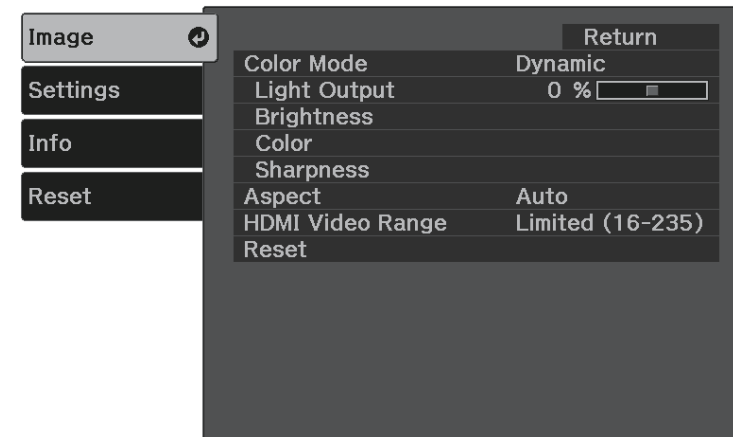 Image
Settings
Info
Reset
Return
Color Mode Dynamic
Light Output 0 %
Brightness
Color
Sharpness
Aspect Auto
HDMI Video Range Limited (16-235)
Reset